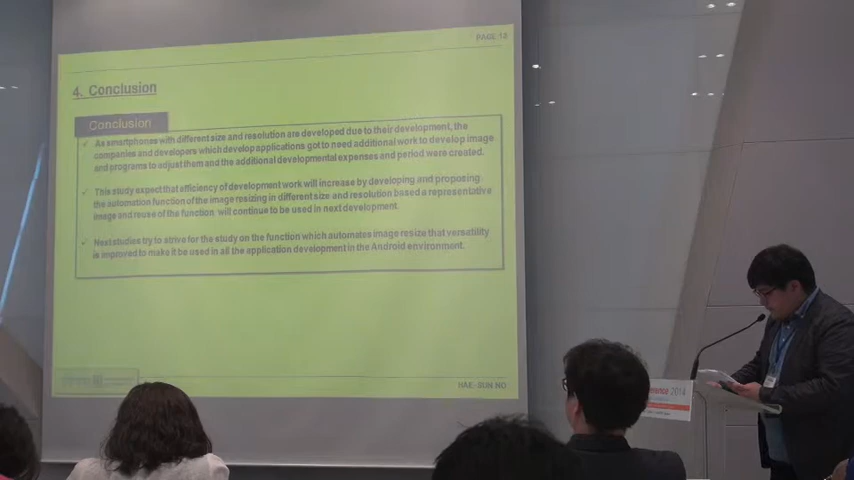 PAGE 15
4. Conclusion
Conclusion
✓ As smartphones with different size and resolution are developed due to their development, the
companies and developers which develop applications got to need additional work to develop image
and programs to adjust them and the additional developmental expenses and period were created.
✓ This study expect that efficiency of development work will increase by developing and proposing
the automation function of the image resizing in different size and resolution based a representative
image and reuse of the function will continue to be used in next development.
✓ Next studies try to strive for the study on the function which automates image resize that versatility
is improved to make it be used in all the application development in the Android environment.
HAE-SUN NO
2014